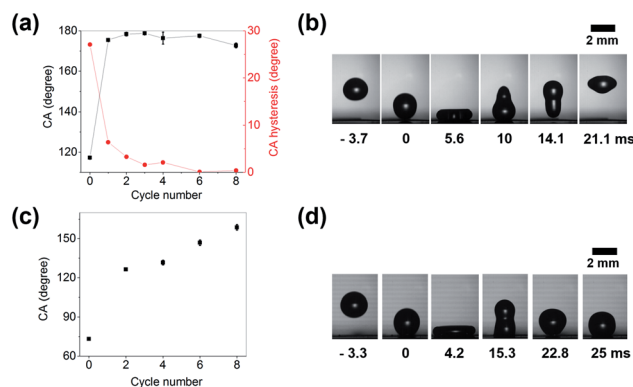 (a)
180
160
140
120
CA (degree)
30
20
10
0
CA hysteresis (degree)
0 2 4 6 8
Cycle number
(b)
2 mm
- 3.7 0 5.6 10 14.1 21.1 ms
(c)
150
120
90
60
CA (degree)
0 2 4 6 8
Cycle number
(d)
2 mm
- 3.3 0 4.2 15.3 22.8 25 ms